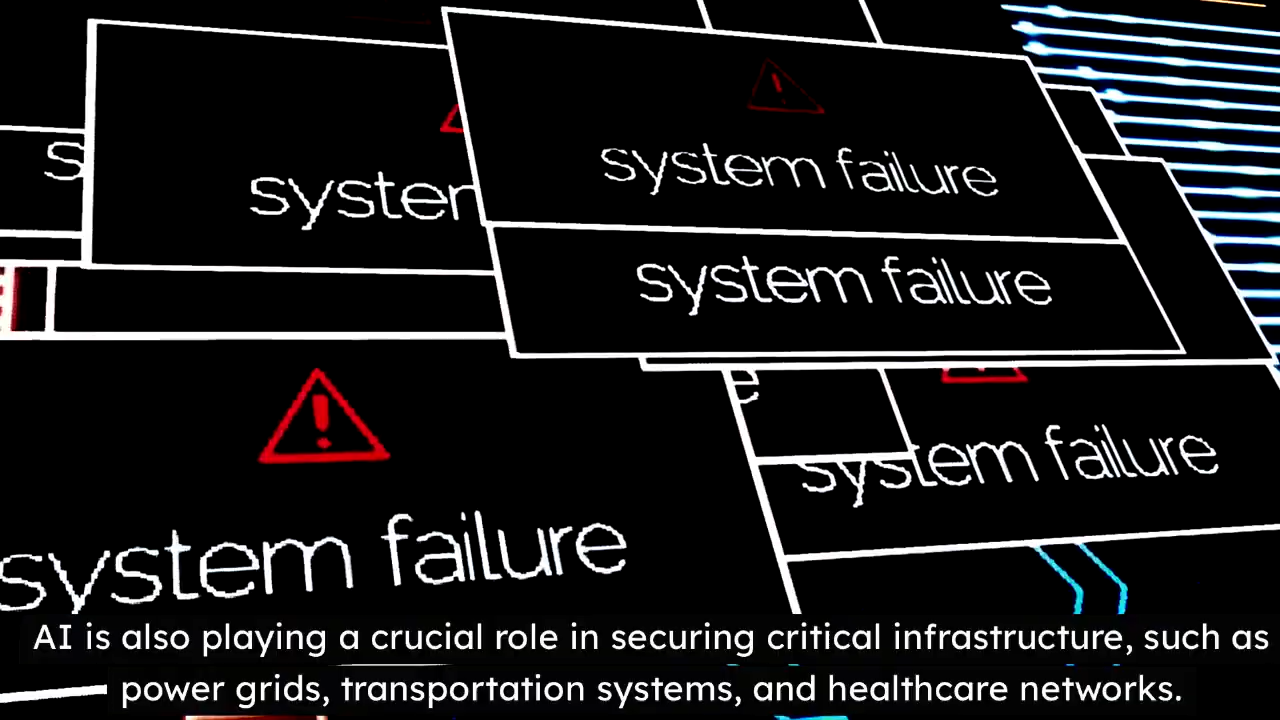 system failure
system failure
system failure
system failure
AI is also playing a crucial role in securing critical infrastructure, such as
power grids, transportation systems, and healthcare networks.